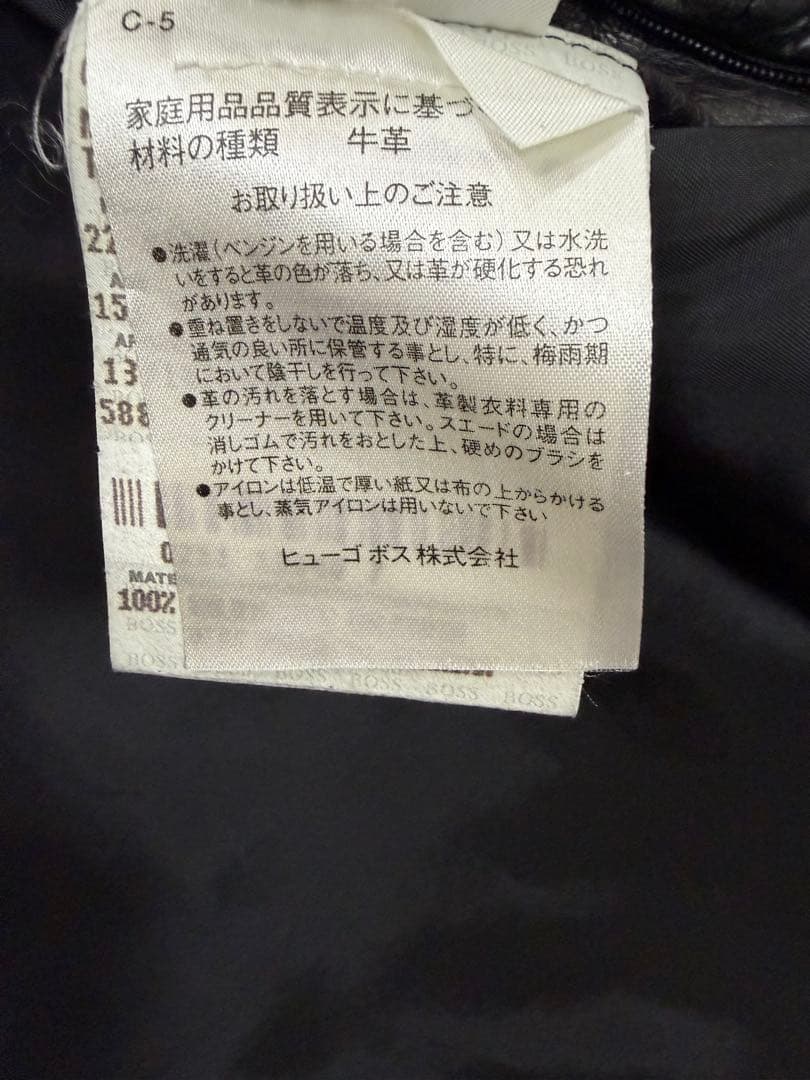 C-5
家庭用品品質表示に基づ
材料の種類 牛革
お取り扱い上のご注意
●洗濯(ベンジンを用いる場合を含む)又は水洗
いをすると革の色が落ち、又は革が硬化する恐れ
があります。
●重ね置きをしないで温度及び湿度が低く、かつ
通気の良い所に保管する事とし、特に、梅雨期
において陰干しを行って下さい。
●革の汚れを落とす場合は、革製衣料専用の
クリーナーを用いて下さい。スエードの場合は
消しゴムで汚れをおとした上、硬めのブラシを
かけて下さい。
●アイロンは低温で厚い紙又は布の上からかける
事とし、蒸気アイロンは用いないで下さい
ヒューゴ ボス株式会社
BOSS
22
A
15
13
588
0
MATE
100%
BOSS
BOSS BOSS BOSS BOSS BOSS